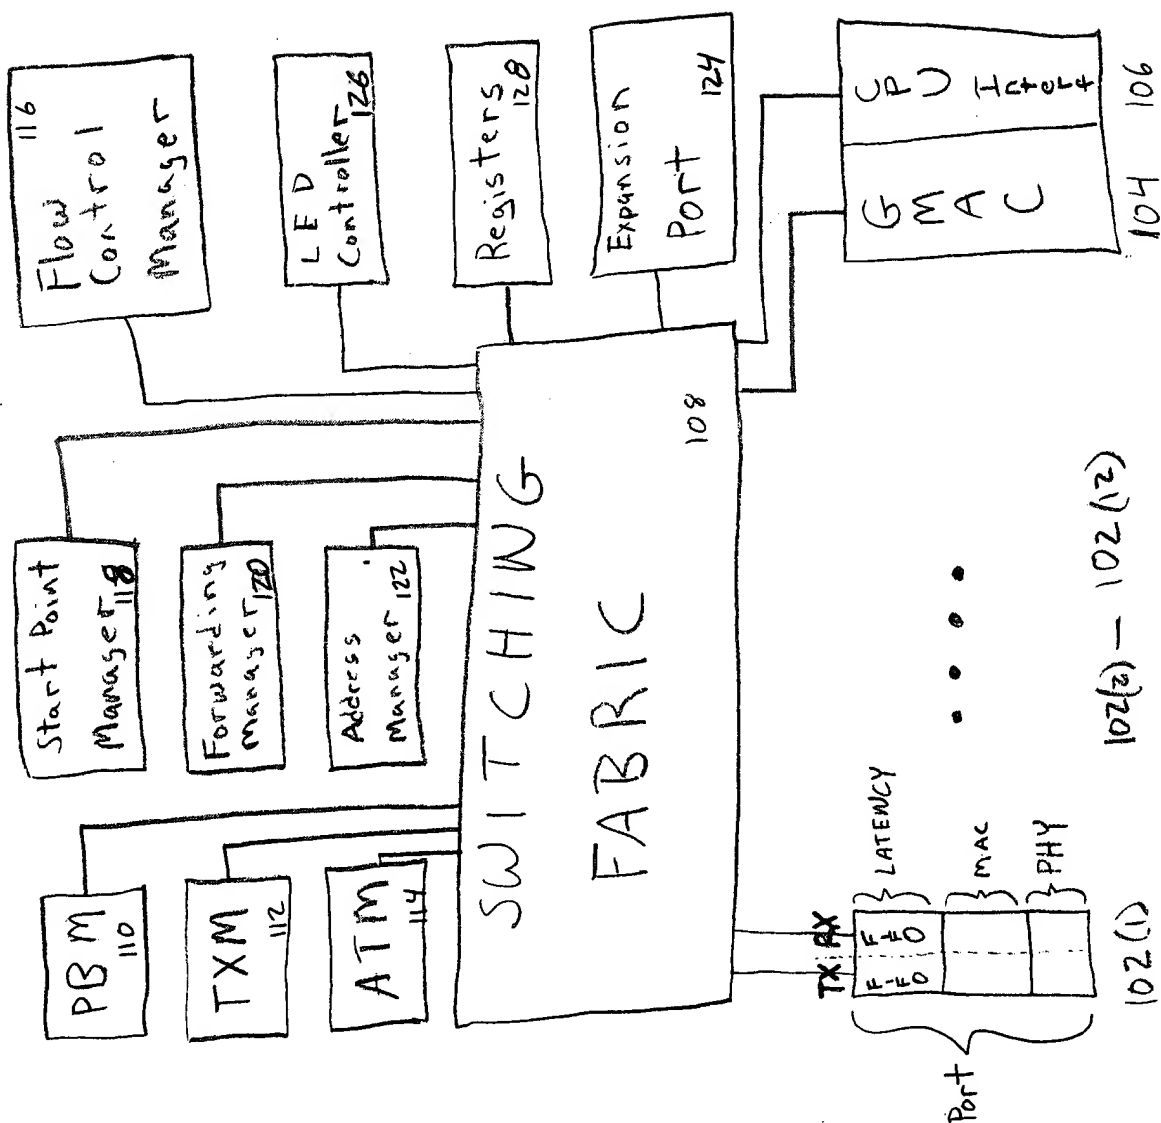 PBM
110
TXM
112
ATM
114
Start Point
Manager
118
Forwarding
Manager
120
Address
Manager
122
Flow
Control
Manager
116
LED
Controller
126
Registers
128
Expansion
Port
124
SWITCHING
FABRIC
108
TX RX
FIFO
FIFO
LATENCY
MAC
PHY
Port
102(1)
102(2) — 102(12)
GMAC
104
CPU
Interf
106